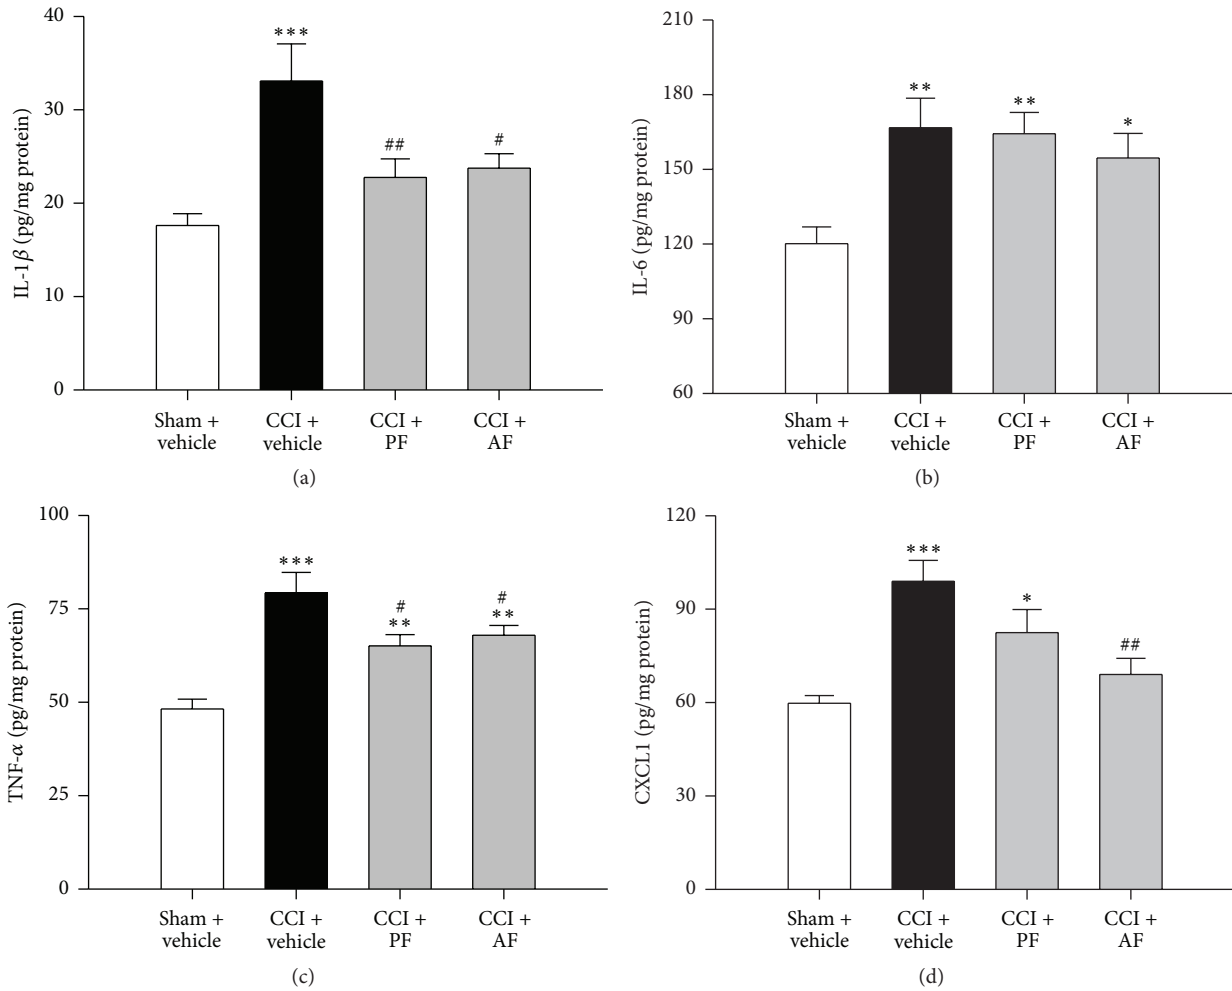 40
30
20
10
0
IL-1β (pg/mg protein)
***
##
#
Sham +
vehicle
CCI +
vehicle
CCI +
PF
CCI +
AF
(a)
210
180
150
120
90
60
IL-6 (pg/mg protein)
**
**
*
Sham +
vehicle
CCI +
vehicle
CCI +
PF
CCI +
AF
(b)
100
75
50
25
0
TNF-α (pg/mg protein)
***
#
**
#
**
Sham +
vehicle
CCI +
vehicle
CCI +
PF
CCI +
AF
(c)
120
90
60
30
0
CXCL1 (pg/mg protein)
***
*
##
Sham +
vehicle
CCI +
vehicle
CCI +
PF
CCI +
AF
(d)